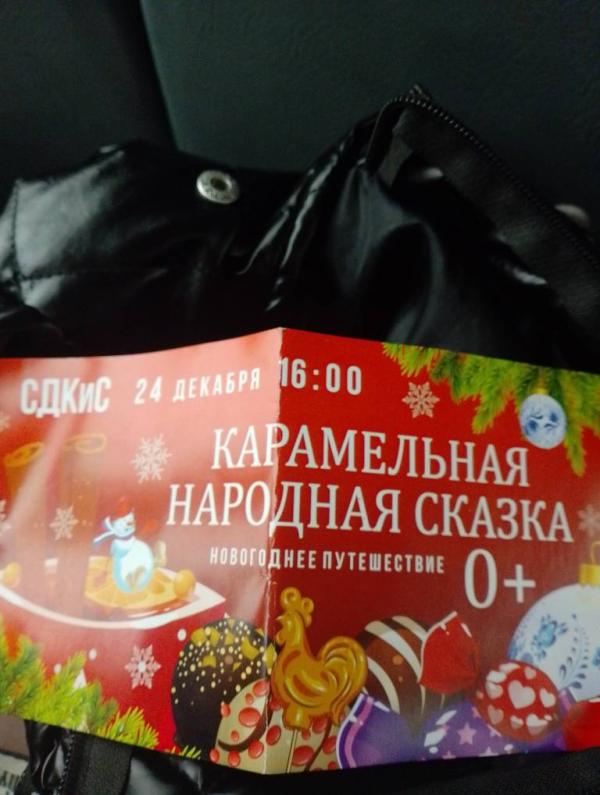 СДКиС 24 ДЕКАБРЯ 16:00
КАРАМЕЛЬНАЯ
НАРОДНАЯ СКАЗКА
НОВОГОДНЕЕ ПУТЕШЕСТВИЕ 0+